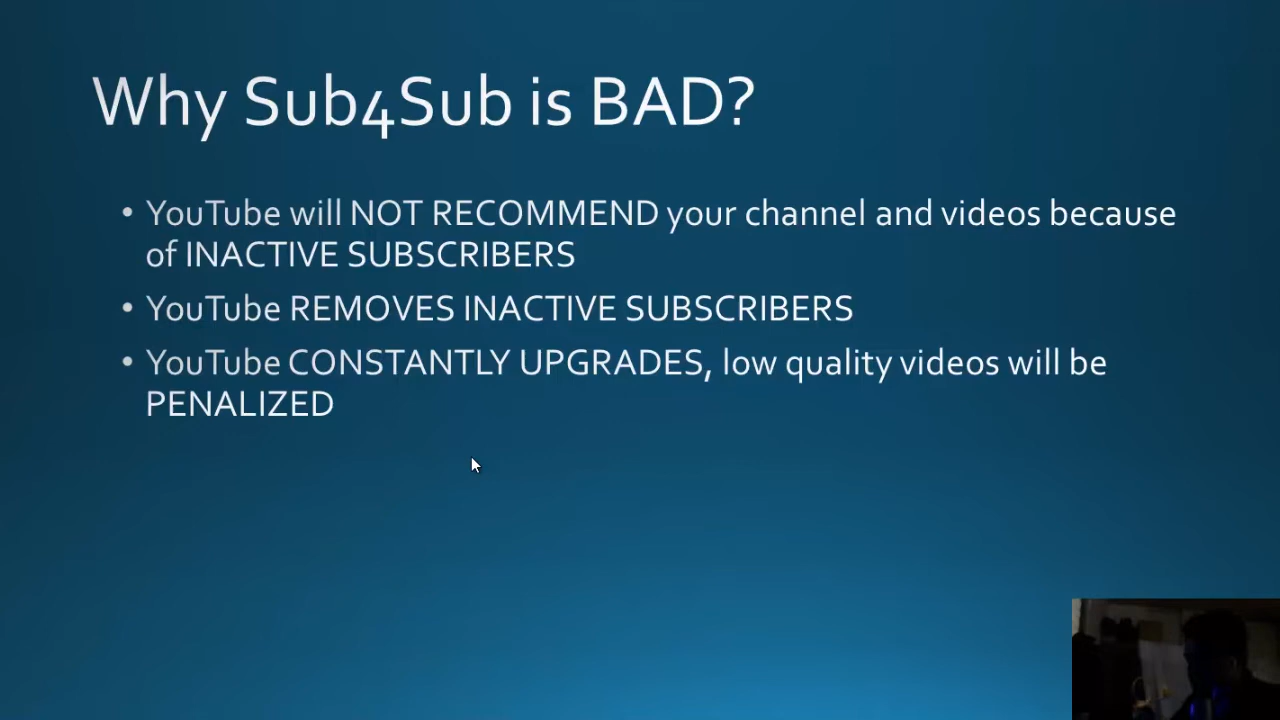 Why Sub4Sub is BAD?
• YouTube will NOT RECOMMEND your channel and videos because
of INACTIVE SUBSCRIBERS
• YouTube REMOVES INACTIVE SUBSCRIBERS
• YouTube CONSTANTLY UPGRADES, low quality videos will be
PENALIZED